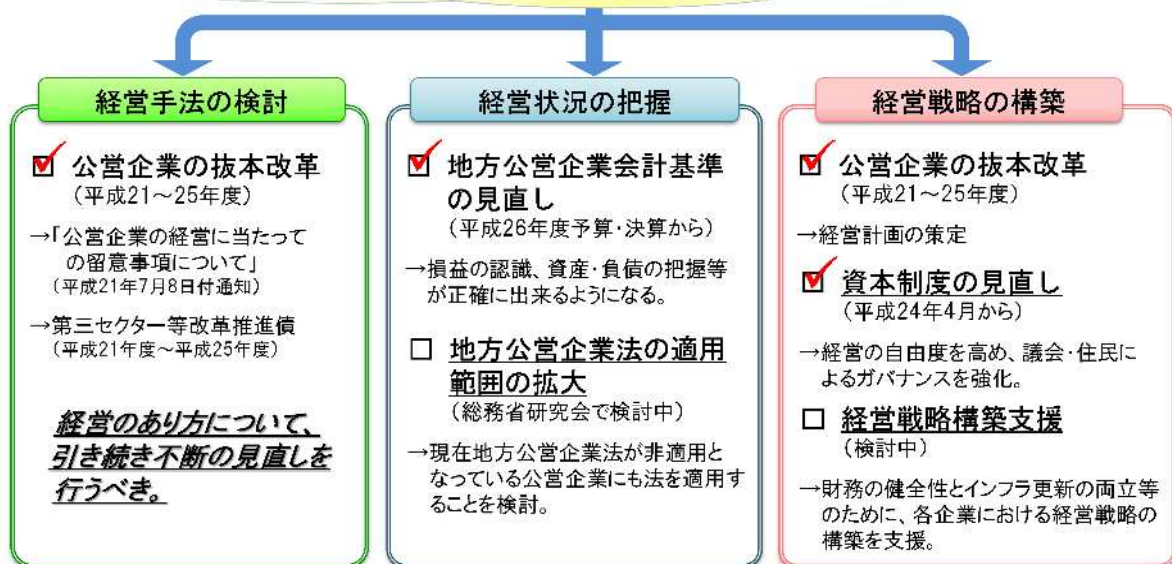 経営手法の検討
☑ 公営企業の抜本改革
（平成21～25年度）
→「公営企業の経営に当たって
の留意事項について」
（平成21年7月8日付通知）
→第三セクター等改革推進債
（平成21年度～平成25年度）
経営のあり方について、
引き続き不断の見直しを
行うべき。
経営状況の把握
☑ 地方公営企業会計基準
の見直し
（平成26年度予算・決算から）
→損益の認識、資産・負債の把握等
が正確に出来るようになる。
□ 地方公営企業法の適用
範囲の拡大
（総務省研究会で検討中）
→現在地方公営企業法が非適用と
なっている公営企業にも法を適用す
ることを検討。
経営戦略の構築
☑ 公営企業の抜本改革
（平成21～25年度）
→経営計画の策定
☑ 資本制度の見直し
（平成24年4月から）
→経営の自由度を高め、議会・住民に
よるガバナンスを強化。
□ 経営戦略構築支援
（検討中）
→財務の健全性とインフラ更新の両立等
のために、各企業における経営戦略の
構築を支援。